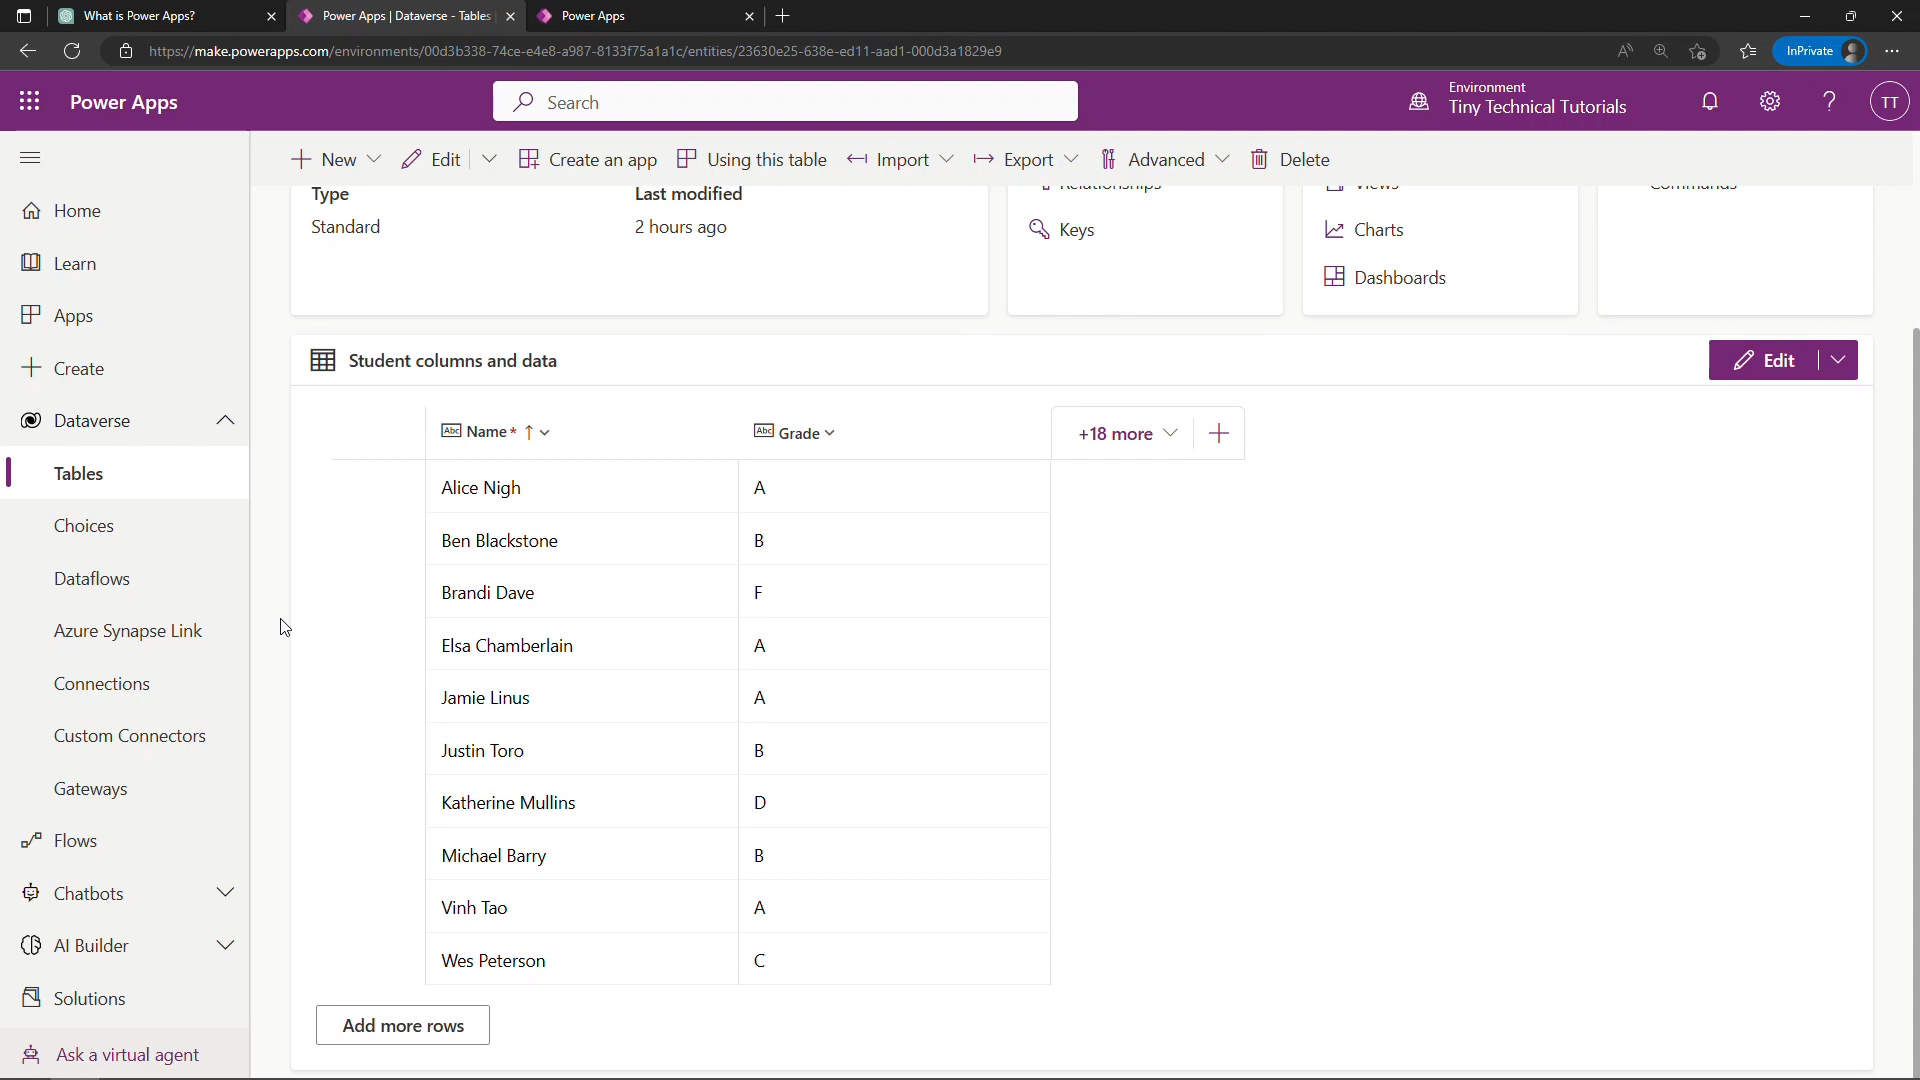 What is Power Apps?
Power Apps | Dataverse - Tables
Power Apps
https://make.powerapps.com/environments/00d3b338-74ce-e4e8-a987-8133f75a1a1c/entities/23630e25-638e-ed11-aad1-000d3a1829e9
InPrivate
Power Apps
Search
Environment
Tiny Technical Tutorials
TT
New
Edit
Create an app
Using this table
Import
Export
Advanced
Delete
Home
Learn
Apps
Create
Dataverse
Tables
Choices
Dataflows
Azure Synapse Link
Connections
Custom Connectors
Gateways
Flows
Chatbots
AI Builder
Solutions
Ask a virtual agent
Type
Last modified
Standard
2 hours ago
Relationships
Keys
Views
Charts
Dashboards
Commands
Student columns and data
Edit
Abc Name *
Abc Grade
+18 more
Alice Nigh A
Ben Blackstone B
Brandi Dave F
Elsa Chamberlain A
Jamie Linus A
Justin Toro B
Katherine Mullins D
Michael Barry B
Vinh Tao A
Wes Peterson C
Add more rows